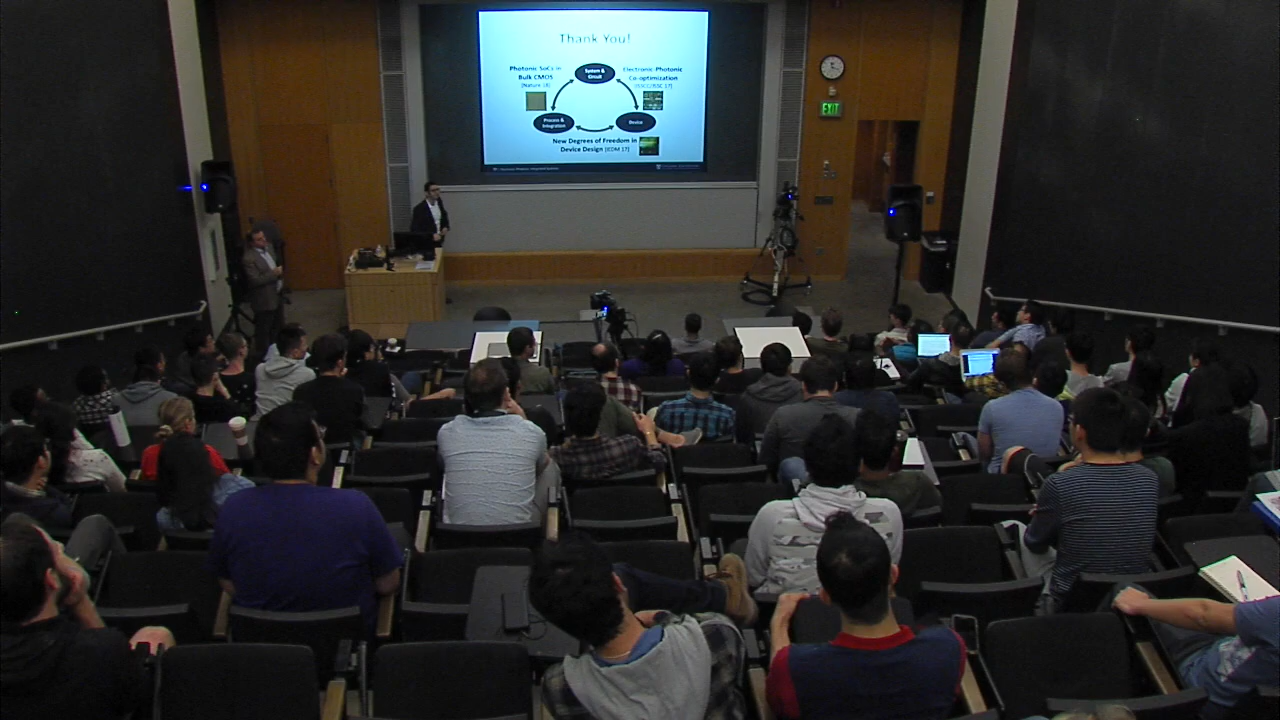 Thank You!
Photonic SoCs in
Bulk CMOS
[Nature 18]
System &
Circuit
Electronic-Photonic
Co-optimization
Process &
Integration
Device
New Degrees of Freedom in
Device Design [IEDM 17]
EXIT